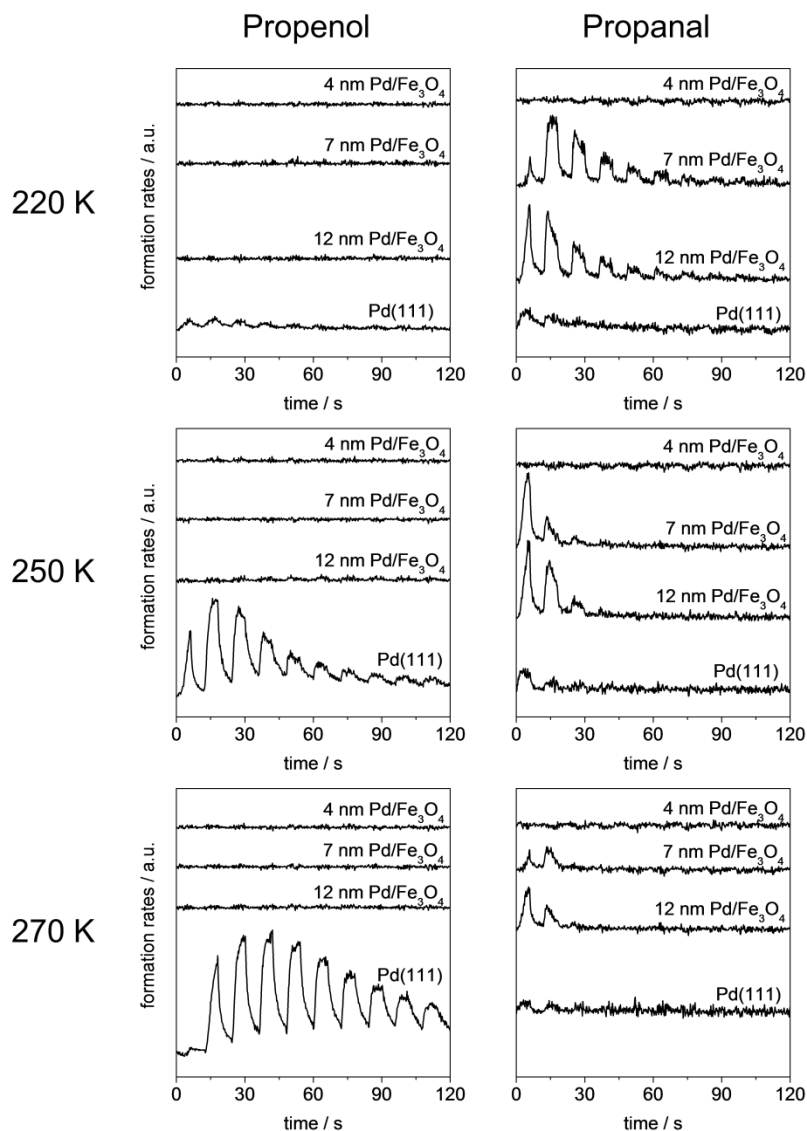 Propenol
Propanal
220 K
formation rates / a.u.
4 nm Pd/Fe₃O₄
7 nm Pd/Fe₃O₄
12 nm Pd/Fe₃O₄
Pd(111)
0 30 60 90 120
time / s
4 nm Pd/Fe₃O₄
7 nm Pd/Fe₃O₄
12 nm Pd/Fe₃O₄
Pd(111)
0 30 60 90 120
time / s
250 K
formation rates / a.u.
4 nm Pd/Fe₃O₄
7 nm Pd/Fe₃O₄
12 nm Pd/Fe₃O₄
Pd(111)
0 30 60 90 120
time / s
4 nm Pd/Fe₃O₄
7 nm Pd/Fe₃O₄
12 nm Pd/Fe₃O₄
Pd(111)
0 30 60 90 120
time / s
270 K
formation rates / a.u.
4 nm Pd/Fe₃O₄
7 nm Pd/Fe₃O₄
12 nm Pd/Fe₃O₄
Pd(111)
0 30 60 90 120
time / s
4 nm Pd/Fe₃O₄
7 nm Pd/Fe₃O₄
12 nm Pd/Fe₃O₄
Pd(111)
0 30 60 90 120
time / s